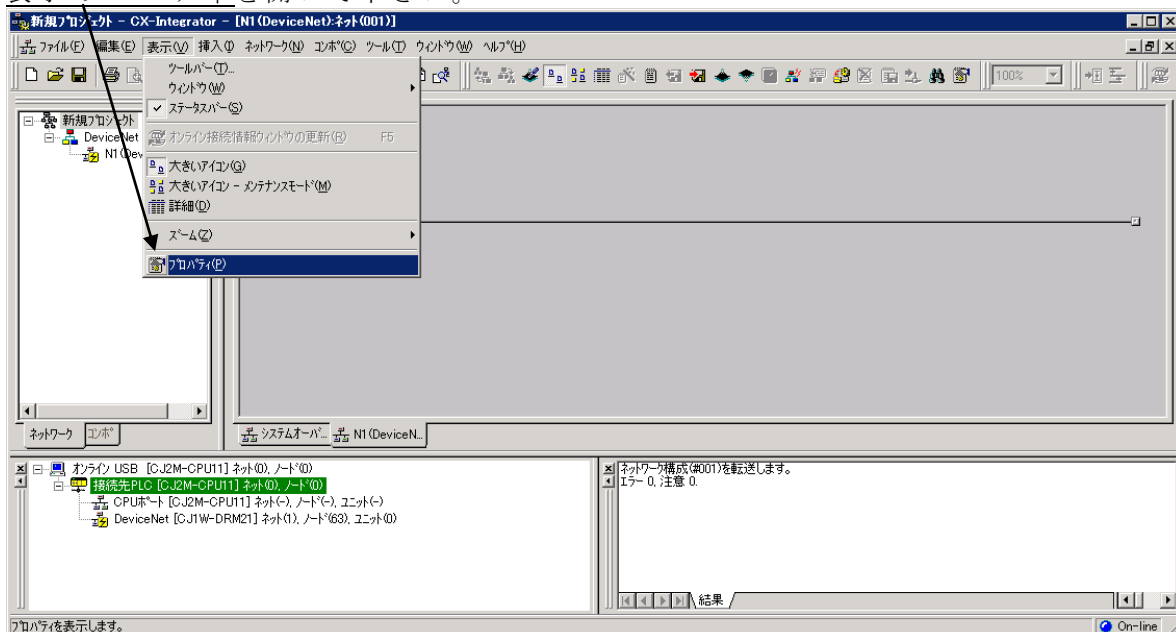 新規プロジェクト - CX-Integrator - [N1(DeviceNet):ネット(001)]
ファイル(F) 編集(E) 表示(V) 挿入(I) ネットワーク(N) コンポ(C) ツール(T) ウィンドウ(W) ヘルプ(H)
100%
ツールバー(T)...
ウィンドウ(W)
ステータスバー(S)
オンライン接続情報ウィンドウの更新(R) F5
大きいアイコン(G)
大きいアイコン - メンテナンスモード(M)
詳細(D)
ズーム(Z)
プロパティ(P)
新規プロジェクト
DeviceNet
N1(Dev
ネットワーク コンポ
システムオーバ... N1(DeviceN...
オンライン USB [CJ2M-CPU11] ネット(0), ノード(0)
接続先PLC [CJ2M-CPU11] ネット(0), ノード(0)
CPUポート [CJ2M-CPU11] ネット(-), ノード(-), ユニット(-)
DeviceNet [CJ1W-DRM21] ネット(1), ノード(63), ユニット(0)
ネットワーク構成(#001)を転送します。
エラー 0, 注意 0.
結果
プロパティを表示します。
On-line